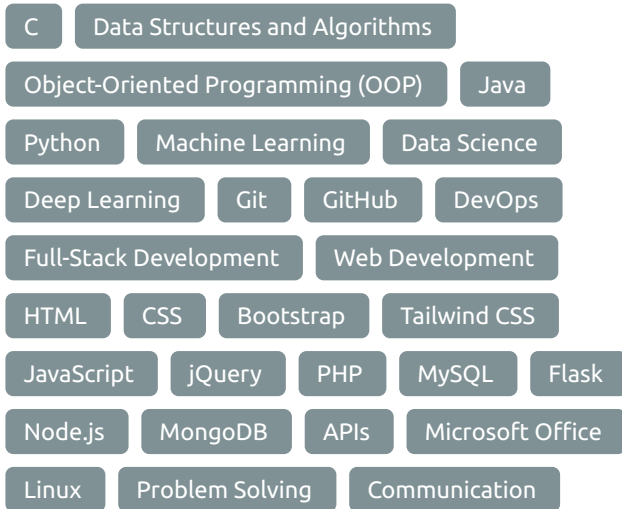 C Data Structures and Algorithms
Object-Oriented Programming (OOP) Java
Python Machine Learning Data Science
Deep Learning Git GitHub DevOps
Full-Stack Development Web Development
HTML CSS Bootstrap Tailwind CSS
JavaScript jQuery PHP MySQL Flask
Node.js MongoDB APIs Microsoft Office
Linux Problem Solving Communication